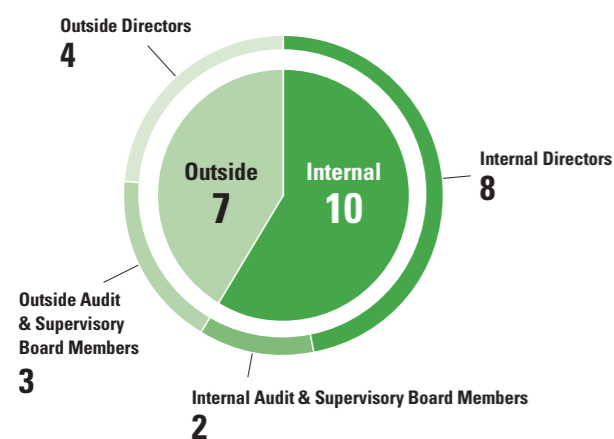 Outside Directors
4
Outside
7
Internal
10
Internal Directors
8
Outside Audit
& Supervisory
Board Members
3
Internal Audit & Supervisory Board Members
2